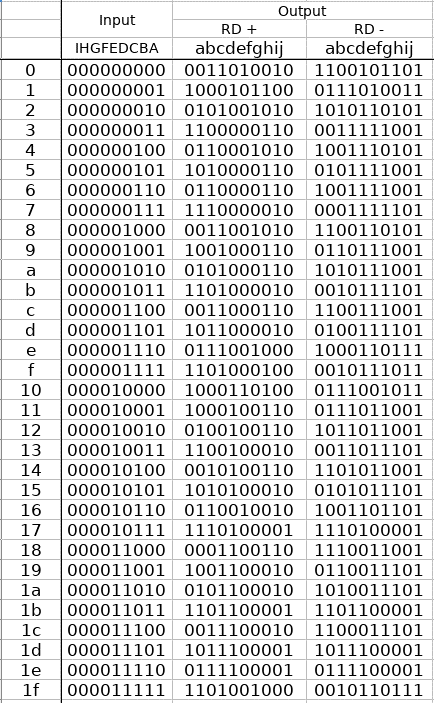 Input Output
RD + RD -
IHGFEDCBA abcdefghij abcdefghij
0 000000000 0011010010 1100101101
1 000000001 1000101100 0111010011
2 000000010 0101001010 1010110101
3 000000011 1100000110 0011111001
4 000000100 0110001010 1001110101
5 000000101 1010000110 0101111001
6 000000110 0110000110 1001111001
7 000000111 1110000010 0001111101
8 000001000 0011001010 1100110101
9 000001001 1001000110 0110111001
a 000001010 0101000110 1010111001
b 000001011 1101000010 0010111101
c 000001100 0011000110 1100111001
d 000001101 1011000010 0100111101
e 000001110 0111001000 1000110111
f 000001111 1101000100 0010111011
10 000010000 1000110100 0111001011
11 000010001 1000100110 0111011001
12 000010010 0100100110 1011011001
13 000010011 1100100010 0011011101
14 000010100 0010100110 1101011001
15 000010101 1010100010 0101011101
16 000010110 0110010010 1001101101
17 000010111 1110100001 1110100001
18 000011000 0001100110 1110011001
19 000011001 1001100010 0110011101
1a 000011010 0101100010 1010011101
1b 000011011 1101100001 1101100001
1c 000011100 0011100010 1100011101
1d 000011101 1011100001 1011100001
1e 000011110 0111100001 0111100001
1f 000011111 1101001000 0010110111